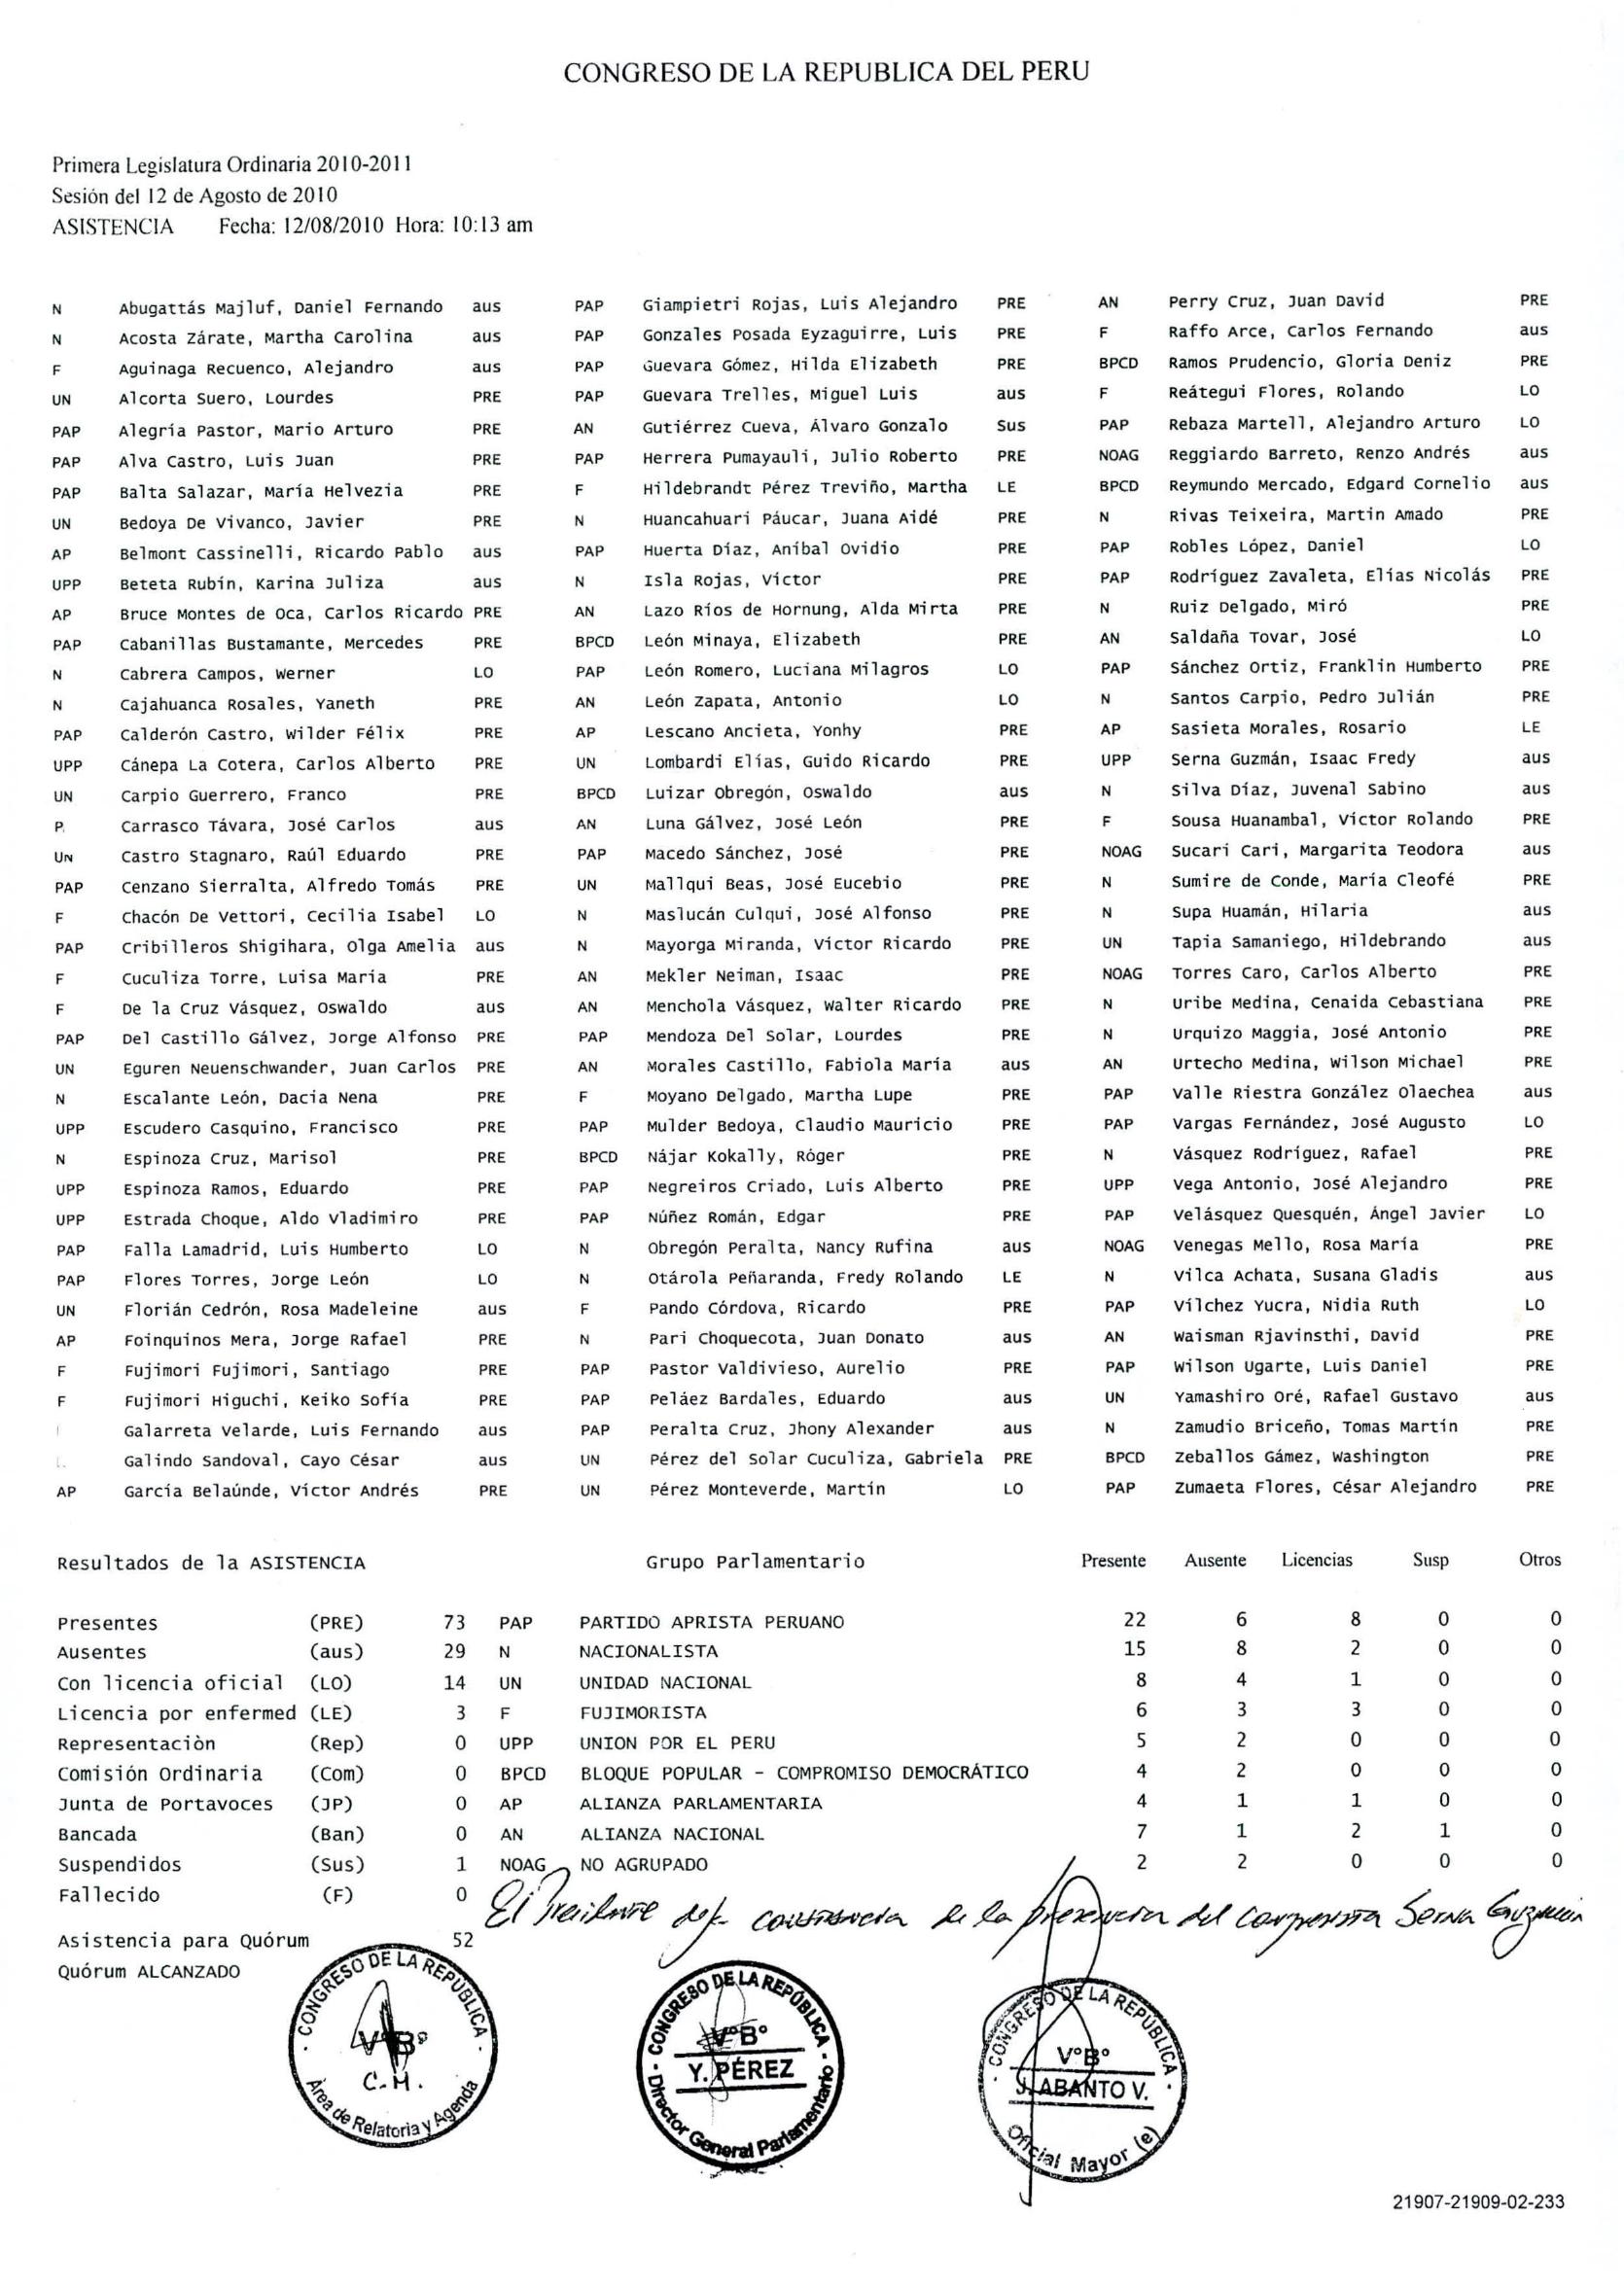 CONGRESO DE LA REPUBLICA DEL PERU
Primera Legislatura Ordinaria 2010-2011
Sesión del 12 de Agosto de 2010
ASISTENCIA Fecha: 12/08/2010 Hora: 10:13 am
N Abugattás Majluf, Daniel Fernando aus PAP Giampietri Rojas, Luis Alejandro PRE AN Perry Cruz, Juan David PRE
N Acosta Zárate, Martha Carolina aus PAP Gonzales Posada Eyzaguirre, Luis PRE F Raffo Arce, Carlos Fernando aus
F Aguinaga Recuenco, Alejandro aus PAP Guevara Gómez, Hilda Elizabeth PRE BPCD Ramos Prudencio, Gloria Deniz PRE
UN Alcorta Suero, Lourdes PRE PAP Guevara Trelles, Miguel Luis aus F Reátegui Flores, Rolando LO
PAP Alegría Pastor, Mario Arturo PRE AN Gutiérrez Cueva, Álvaro Gonzalo Sus PAP Rebaza Martell, Alejandro Arturo LO
PAP Alva Castro, Luis Juan PRE PAP Herrera Pumayauli, Julio Roberto PRE NOAG Reggiardo Barreto, Renzo Andrés aus
PAP Balta Salazar, María Helvezia PRE F Hildebrandt Pérez Treviño, Martha LE BPCD Reymundo Mercado, Edgard Cornelio aus
UN Bedoya De Vivanco, Javier PRE N Huancahuari Páucar, Juana Aidé PRE N Rivas Teixeira, Martin Amado PRE
AP Belmont Cassinelli, Ricardo Pablo aus PAP Huerta Díaz, Aníbal Ovidio PRE PAP Robles López, Daniel LO
UPP Beteta Rubín, Karina Juliza aus N Isla Rojas, Víctor PRE PAP Rodríguez Zavaleta, Elías Nicolás PRE
AP Bruce Montes de Oca, Carlos Ricardo PRE AN Lazo Ríos de Hornung, Alda Mirta PRE N Ruiz Delgado, Miró PRE
PAP Cabanillas Bustamante, Mercedes PRE BPCD León Minaya, Elizabeth PRE AN Saldaña Tovar, José LO
N Cabrera Campos, Werner LO PAP León Romero, Luciana Milagros LO PAP Sánchez Ortiz, Franklin Humberto PRE
N Cajahuanca Rosales, Yaneth PRE AN León Zapata, Antonio LO N Santos Carpio, Pedro Julián PRE
PAP Calderón Castro, Wilder Félix PRE AP Lescano Ancieta, Yonhy PRE AP Sasieta Morales, Rosario LE
UPP Cánepa La Cotera, Carlos Alberto PRE UN Lombardi Elías, Guido Ricardo PRE UPP Serna Guzmán, Isaac Fredy aus
UN Carpio Guerrero, Franco PRE BPCD Luizar Obregón, Oswaldo aus N Silva Díaz, Juvenal Sabino aus
P Carrasco Távara, José Carlos aus AN Luna Gálvez, José León PRE F Sousa Huanambal, Víctor Rolando PRE
UN Castro Stagnaro, Raúl Eduardo PRE PAP Macedo Sánchez, José PRE NOAG Sucari Cari, Margarita Teodora aus
PAP Cenzano Sierralta, Alfredo Tomás PRE UN Mallqui Beas, José Eucebio PRE N Sumire de Conde, María Cleofé PRE
F Chacón De Vettori, Cecilia Isabel LO N Maslucán Culqui, José Alfonso PRE N Supa Huamán, Hilaria aus
PAP Cribilleros Shigihara, Olga Amelia aus N Mayorga Miranda, Víctor Ricardo PRE UN Tapia Samaniego, Hildebrando aus
F Cuculiza Torre, Luisa María PRE AN Mekler Neiman, Isaac PRE NOAG Torres Caro, Carlos Alberto PRE
F De la Cruz Vásquez, Oswaldo aus AN Menchola Vásquez, Walter Ricardo PRE N Uribe Medina, Cenaida Cebastiana PRE
PAP Del Castillo Gálvez, Jorge Alfonso PRE PAP Mendoza Del Solar, Lourdes PRE N Urquizo Maggia, José Antonio PRE
UN Eguren Neuenschwander, Juan Carlos PRE AN Morales Castillo, Fabiola María aus AN Urtecho Medina, Wilson Michael PRE
N Escalante León, Dacia Nena PRE F Moyano Delgado, Martha Lupe PRE PAP Valle Riestra González Olaechea aus
UPP Escudero Casquino, Francisco PRE PAP Mulder Bedoya, Claudio Mauricio PRE PAP Vargas Fernández, José Augusto LO
N Espinoza Cruz, Marisol PRE BPCD Nájar Kokally, Róger PRE N Vásquez Rodríguez, Rafael PRE
UPP Espinoza Ramos, Eduardo PRE PAP Negreiros Criado, Luis Alberto PRE UPP Vega Antonio, José Alejandro PRE
UPP Estrada Choque, Aldo Vladimiro PRE PAP Núñez Román, Edgar PRE PAP Velásquez Quesquén, Ángel Javier LO
PAP Falla Lamadrid, Luis Humberto LO N Obregón Peralta, Nancy Rufina aus NOAG Venegas Mello, Rosa María PRE
PAP Flores Torres, Jorge León LO N Otárola Peñaranda, Fredy Rolando LE N Vilca Achata, Susana Gladis aus
UN Florián Cedrón, Rosa Madeleine aus F Pando Córdova, Ricardo PRE PAP Vílchez Yucra, Nidia Ruth LO
AP Foinquinos Mera, Jorge Rafael PRE N Pari Choquecota, Juan Donato aus AN Waisman Rjavinsthi, David PRE
F Fujimori Fujimori, Santiago PRE PAP Pastor Valdivieso, Aurelio PRE PAP Wilson Ugarte, Luis Daniel PRE
F Fujimori Higuchi, Keiko Sofía PRE PAP Peláez Bardales, Eduardo aus UN Yamashiro Oré, Rafael Gustavo aus
Galarreta Velarde, Luis Fernando aus PAP Peralta Cruz, Jhony Alexander aus N Zamudio Briceño, Tomas Martín PRE
Galindo Sandoval, Cayo César aus UN Pérez del Solar Cuculiza, Gabriela PRE BPCD Zeballos Gámez, Washington PRE
AP García Belaúnde, Víctor Andrés PRE UN Pérez Monteverde, Martín LO PAP Zumaeta Flores, César Alejandro PRE
Resultados de la ASISTENCIA Grupo Parlamentario Presente Ausente Licencias Susp Otros
Presentes (PRE) 73 PAP PARTIDO APRISTA PERUANO 22 6 8 0 0
Ausentes (aus) 29 N NACIONALISTA 15 8 2 0 0
Con licencia oficial (LO) 14 UN UNIDAD NACIONAL 8 4 1 0 0
Licencia por enfermed (LE) 3 F FUJIMORISTA 6 3 3 0 0
Representaciòn (Rep) 0 UPP UNION POR EL PERU 5 2 0 0 0
Comisión Ordinaria (Com) 0 BPCD BLOQUE POPULAR - COMPROMISO DEMOCRÁTICO 4 2 0 0 0
Junta de Portavoces (JP) 0 AP ALIANZA PARLAMENTARIA 4 1 1 0 0
Bancada (Ban) 0 AN ALIANZA NACIONAL 7 1 2 1 0
Suspendidos (Sus) 1 NOAG NO AGRUPADO 2 2 0 0 0
Fallecido (F) 0
El Presidente deja constancia de la presencia del congresista Serna Guzmán
Asistencia para Quórum 52
Quórum ALCANZADO
CONGRESO DE LA REPÚBLICA
V°B°
C.M.
Área de Relatoria y Agenda
CONGRESO DE LA REPÚBLICA
V°B°
Y. PÉREZ
Director General Parlamentario
CONGRESO DE LA REPÚBLICA
V°B°
J. ABANTO V.
Oficial Mayor (e)
21907-21909-02-233